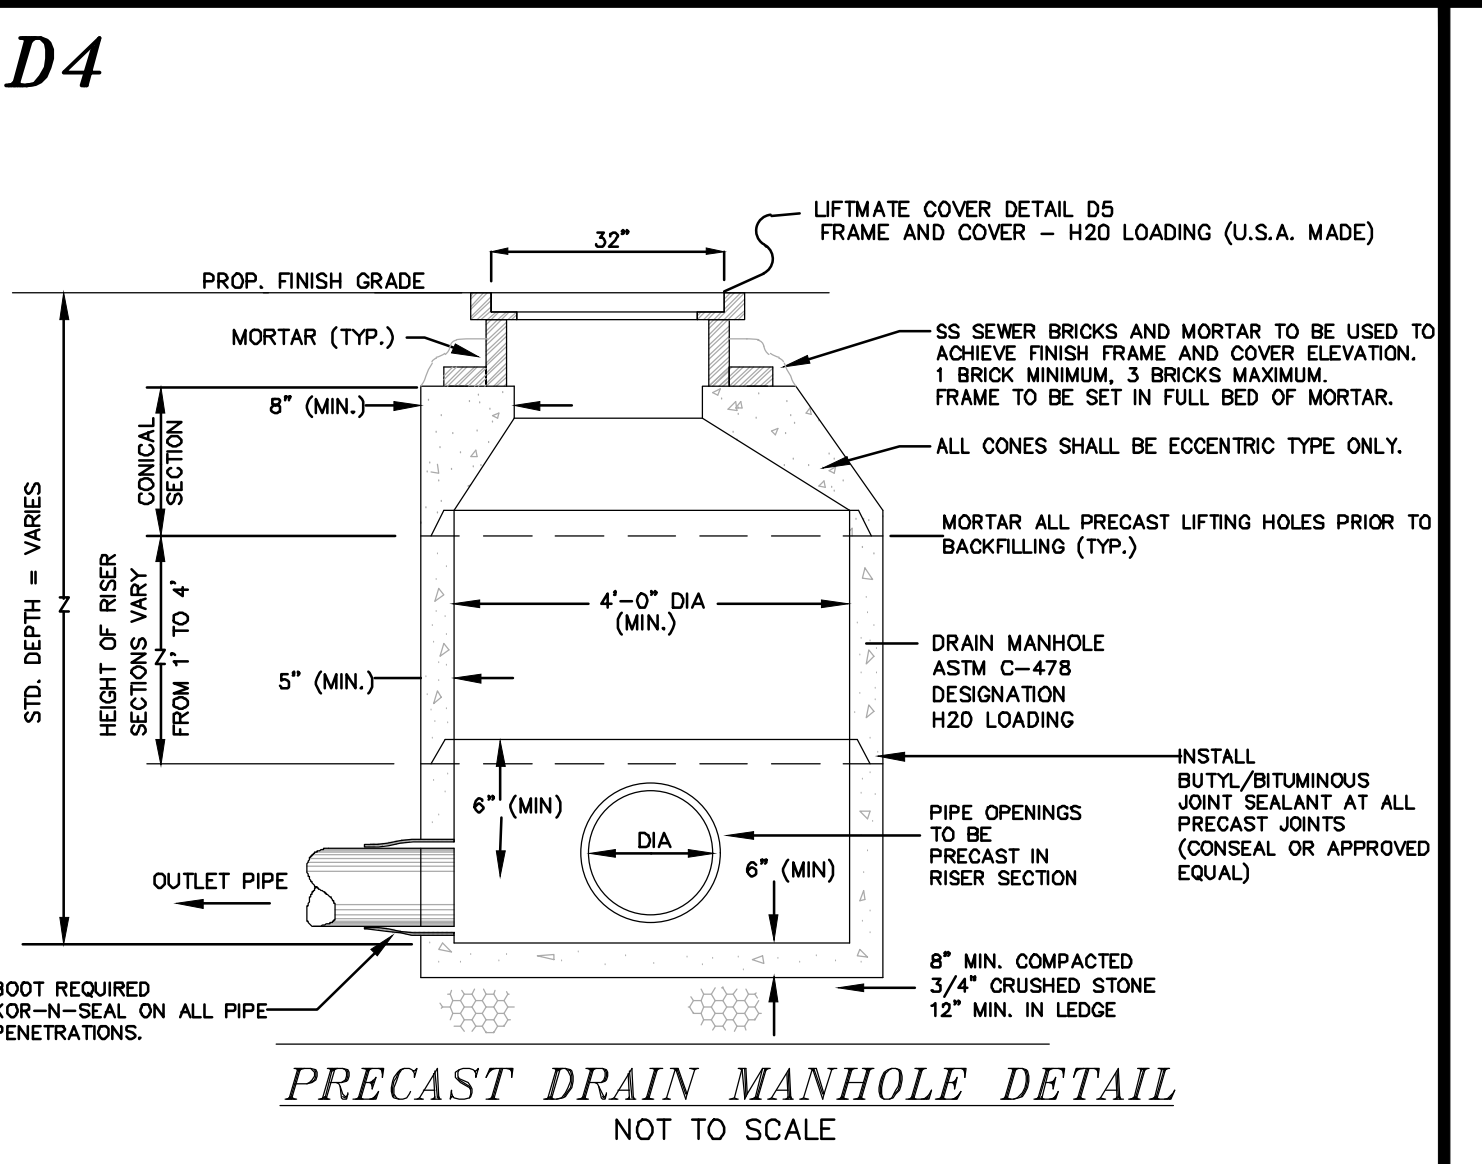 D4
LIFTMATE COVER DETAIL D5
FRAME AND COVER – H20 LOADING (U.S.A. MADE)
32"
PROP. FINISH GRADE
MORTAR (TYP.)
SS SEWER BRICKS AND MORTAR TO BE USED TO
ACHIEVE FINISH FRAME AND COVER ELEVATION.
1 BRICK MINIMUM, 3 BRICKS MAXIMUM.
FRAME TO BE SET IN FULL BED OF MORTAR.
8" (MIN.)
ALL CONES SHALL BE ECCENTRIC TYPE ONLY.
CONICAL
SECTION
STD. DEPTH = VARIES
Z
MORTAR ALL PRECAST LIFTING HOLES PRIOR TO
BACKFILLING (TYP.)
HEIGHT OF RISER
SECTIONS VARY
FROM 1' TO 4'
Z
4'-0" DIA
(MIN.)
DRAIN MANHOLE
ASTM C-478
DESIGNATION
H20 LOADING
5" (MIN.)
INSTALL
BUTYL/BITUMINOUS
JOINT SEALANT AT ALL
PRECAST JOINTS
(CONSEAL OR APPROVED
EQUAL)
6" (MIN)
PIPE OPENINGS
TO BE
PRECAST IN
RISER SECTION
DIA
6" (MIN)
OUTLET PIPE
8" MIN. COMPACTED
3/4" CRUSHED STONE
12" MIN. IN LEDGE
BOOT REQUIRED
KOR-N-SEAL ON ALL PIPE
PENETRATIONS.
PRECAST DRAIN MANHOLE DETAIL
NOT TO SCALE